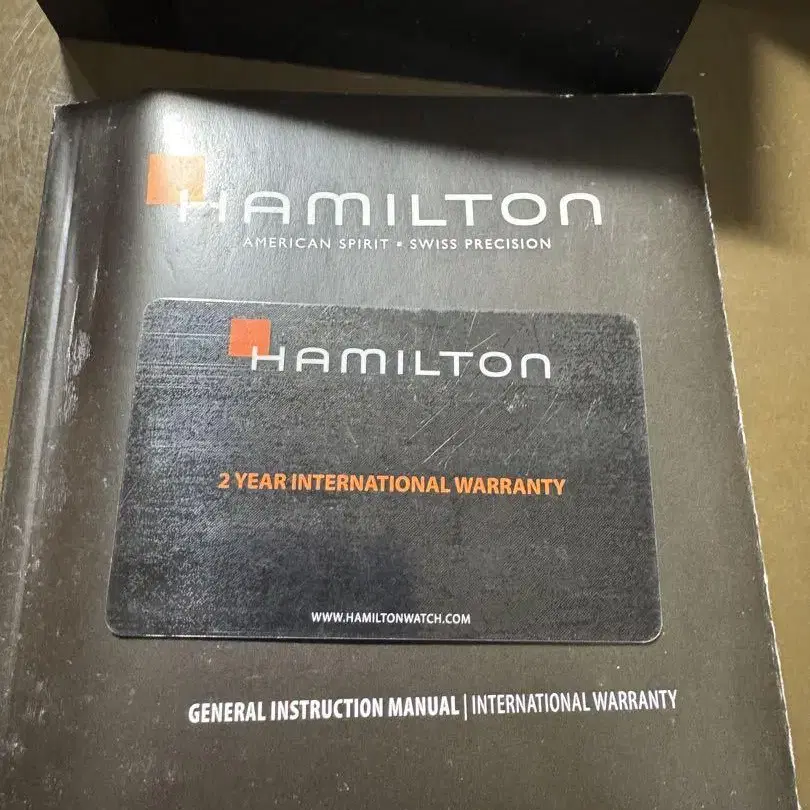 HAMILTON
AMERICAN SPIRIT • SWISS PRECISION
HAMILTON
2 YEAR INTERNATIONAL WARRANTY
WWW.HAMILTONWATCH.COM
GENERAL INSTRUCTION MANUAL | INTERNATIONAL WARRANTY